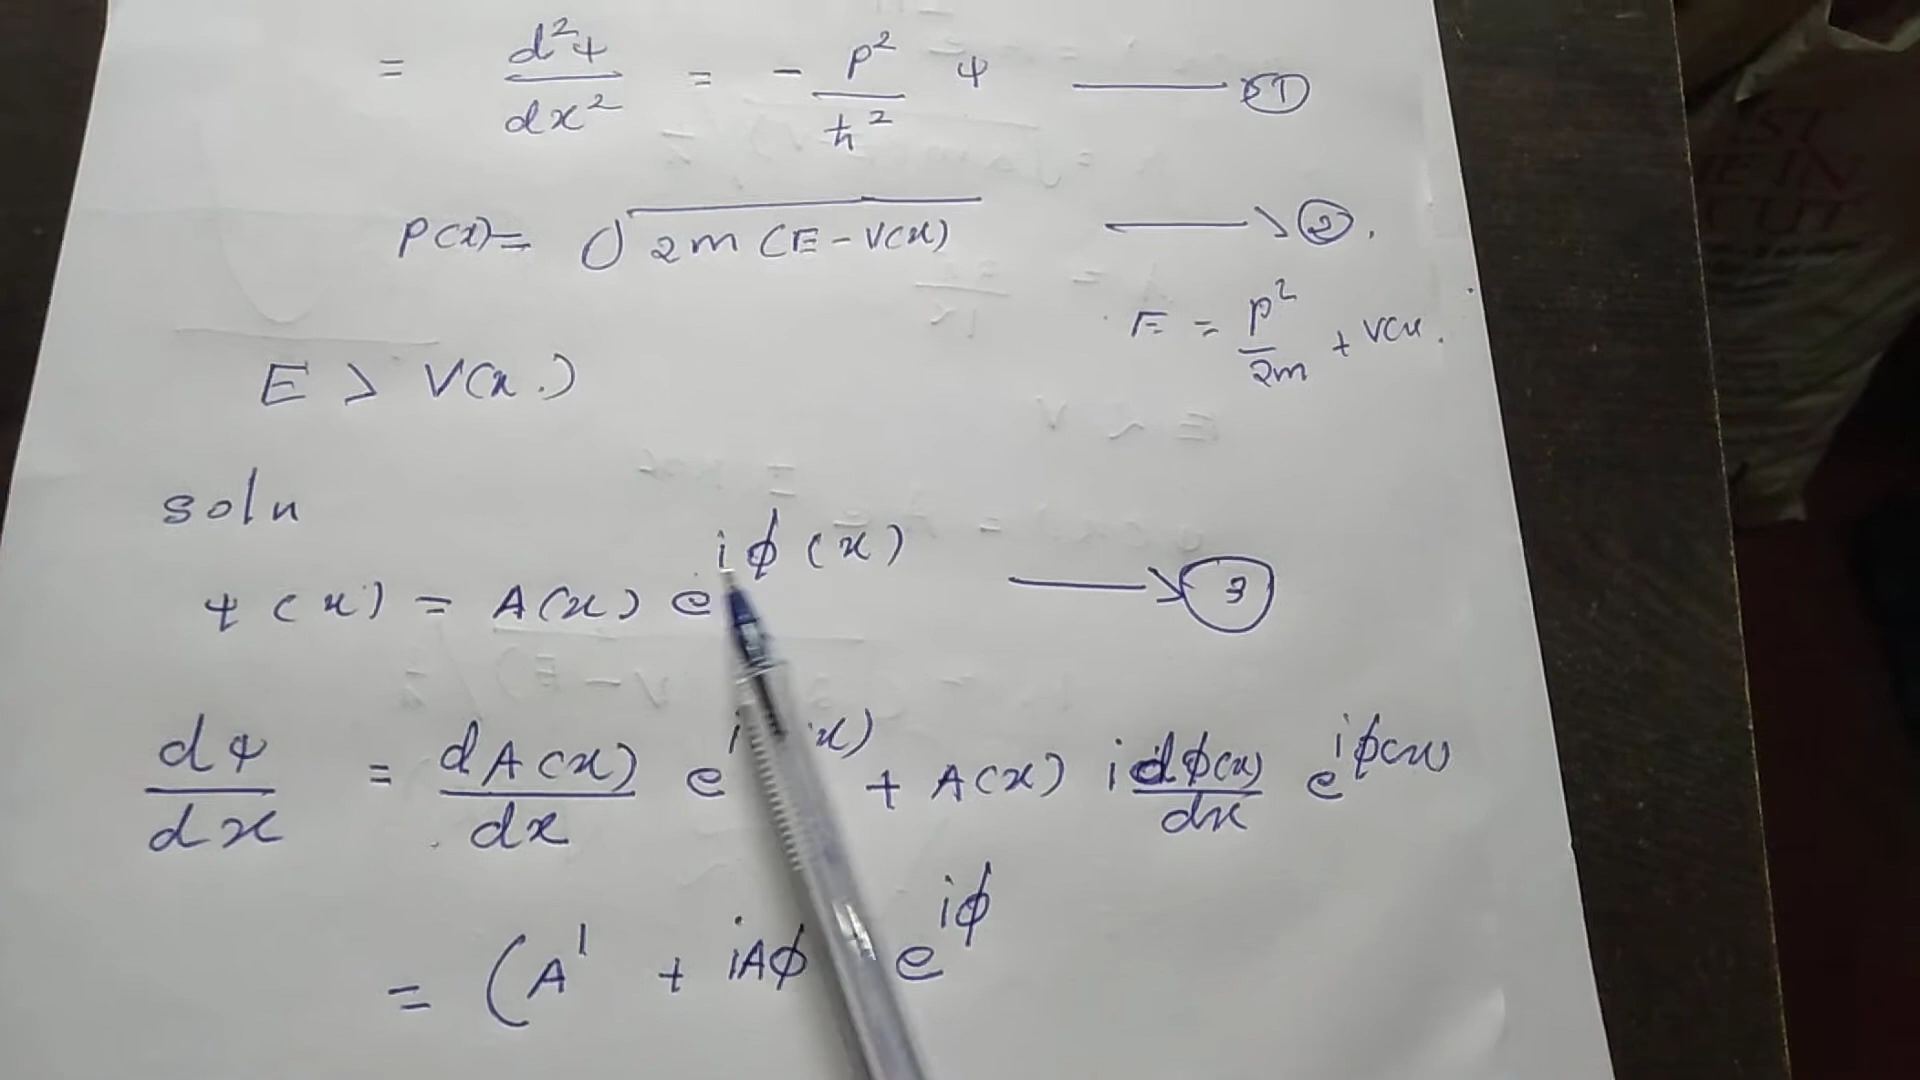 = d²ψ/dx² = - p²/ħ² ψ → ①
P(x) = √2m(E - V(x)) → ②.
E = p²/2m + V(x.
E > V(x.)
soln
ψ(x) = A(x) e^iϕ(x) → ③
dψ/dx = dA(x)/dx e^i x) + A(x) i dϕ(x)/dx e^iϕ(x)
= (A' + iAϕ e^iϕ